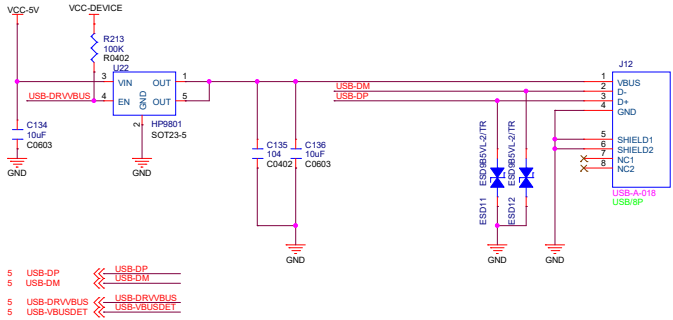 VCC-5V
VCC-DEVICE
R213
100K
R0402
U22
3 VIN OUT 1
USB-DRVVBUS 4 EN OUT 5
GND
2
HP9801
SOT23-5
C134
10uF
C0603
GND
GND
C135
104
C0402
C136
10uF
C0603
GND
USB-DM
USB-DP
ESD9B5VL-2/TR
ESD9B5VL-2/TR
ESD11
ESD12
GND
GND
J12
1 VBUS
2 D-
3 D+
4 GND
5 SHIELD1
6 SHIELD2
7 NC1
8 NC2
USB-A-018
USB/8P
5 USB-DP USB-DP
5 USB-DM USB-DM
5 USB-DRVVBUS USB-DRVVBUS
5 USB-VBUSDET USB-VBUSDET